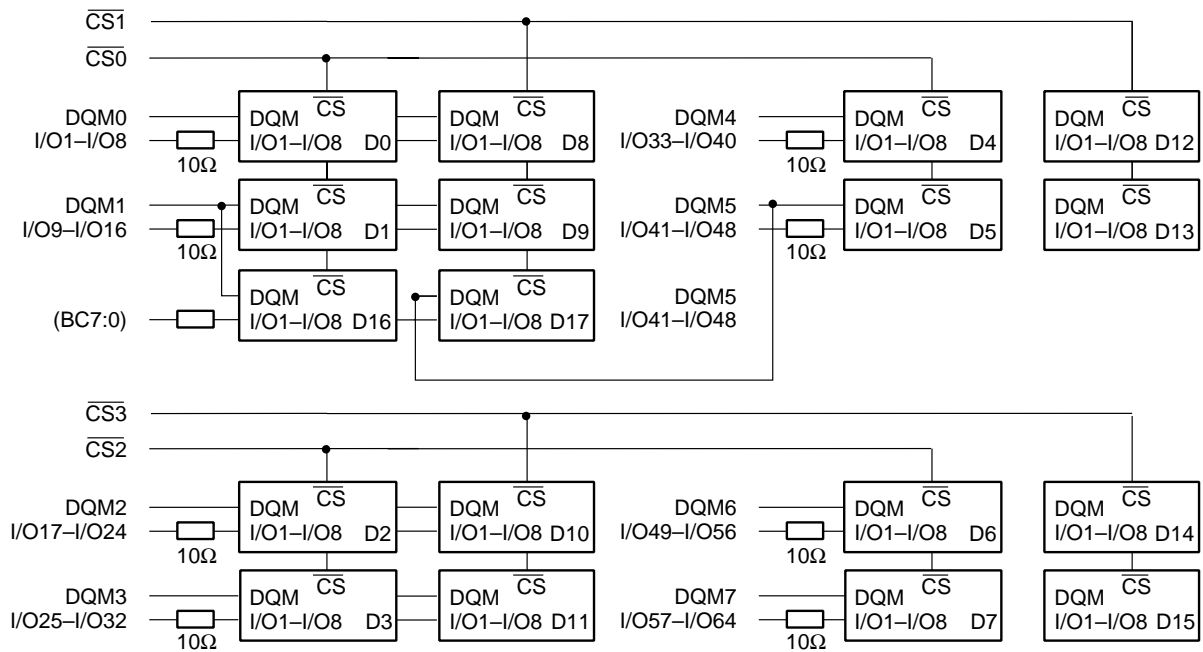 CS1
CS0
DQM0
I/O1–I/O8
10Ω
DQM CS
I/O1–I/O8 D0
DQM CS
I/O1–I/O8 D8
DQM4
I/O33–I/O40
10Ω
DQM CS
I/O1–I/O8 D4
DQM CS
I/O1–I/O8 D12
DQM1
I/O9–I/O16
10Ω
DQM CS
I/O1–I/O8 D1
DQM CS
I/O1–I/O8 D9
DQM5
I/O41–I/O48
10Ω
DQM CS
I/O1–I/O8 D5
DQM CS
I/O1–I/O8 D13
(BC7:0)
DQM CS
I/O1–I/O8 D16
DQM CS
I/O1–I/O8 D17
DQM5
I/O41–I/O48
CS3
CS2
DQM2
I/O17–I/O24
10Ω
DQM CS
I/O1–I/O8 D2
DQM CS
I/O1–I/O8 D10
DQM6
I/O49–I/O56
10Ω
DQM CS
I/O1–I/O8 D6
DQM CS
I/O1–I/O8 D14
DQM3
I/O25–I/O32
10Ω
DQM CS
I/O1–I/O8 D3
DQM CS
I/O1–I/O8 D11
DQM7
I/O57–I/O64
10Ω
DQM CS
I/O1–I/O8 D7
DQM CS
I/O1–I/O8 D15